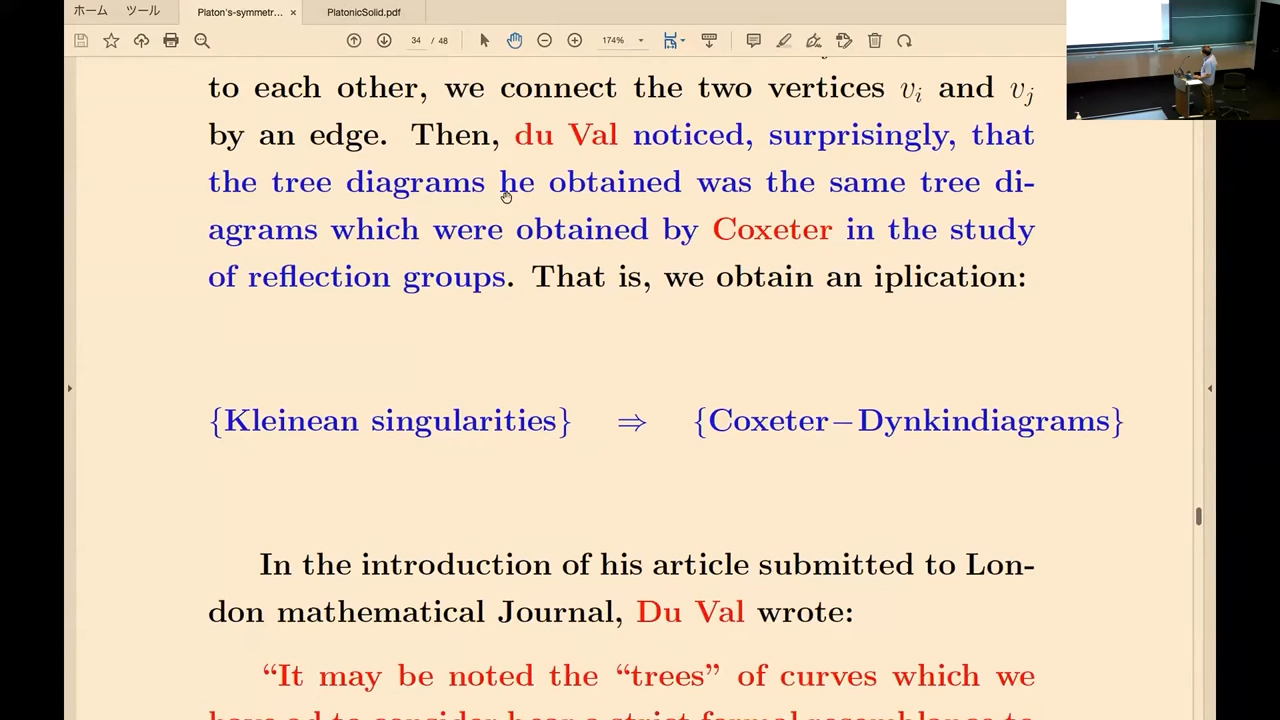 ホーム ツール Platon's-symmetr... × PlatonicSolid.pdf
34 / 48 174%
to each other, we connect the two vertices v_i and v_j
by an edge. Then, du Val noticed, surprisingly, that
the tree diagrams he obtained was the same tree di-
agrams which were obtained by Coxeter in the study
of reflection groups. That is, we obtain an iplication:
{Kleinean singularities} ⇒ {Coxeter−Dynkindiagrams}
In the introduction of his article submitted to Lon-
don mathematical Journal, Du Val wrote:
“It may be noted the “trees” of curves which we